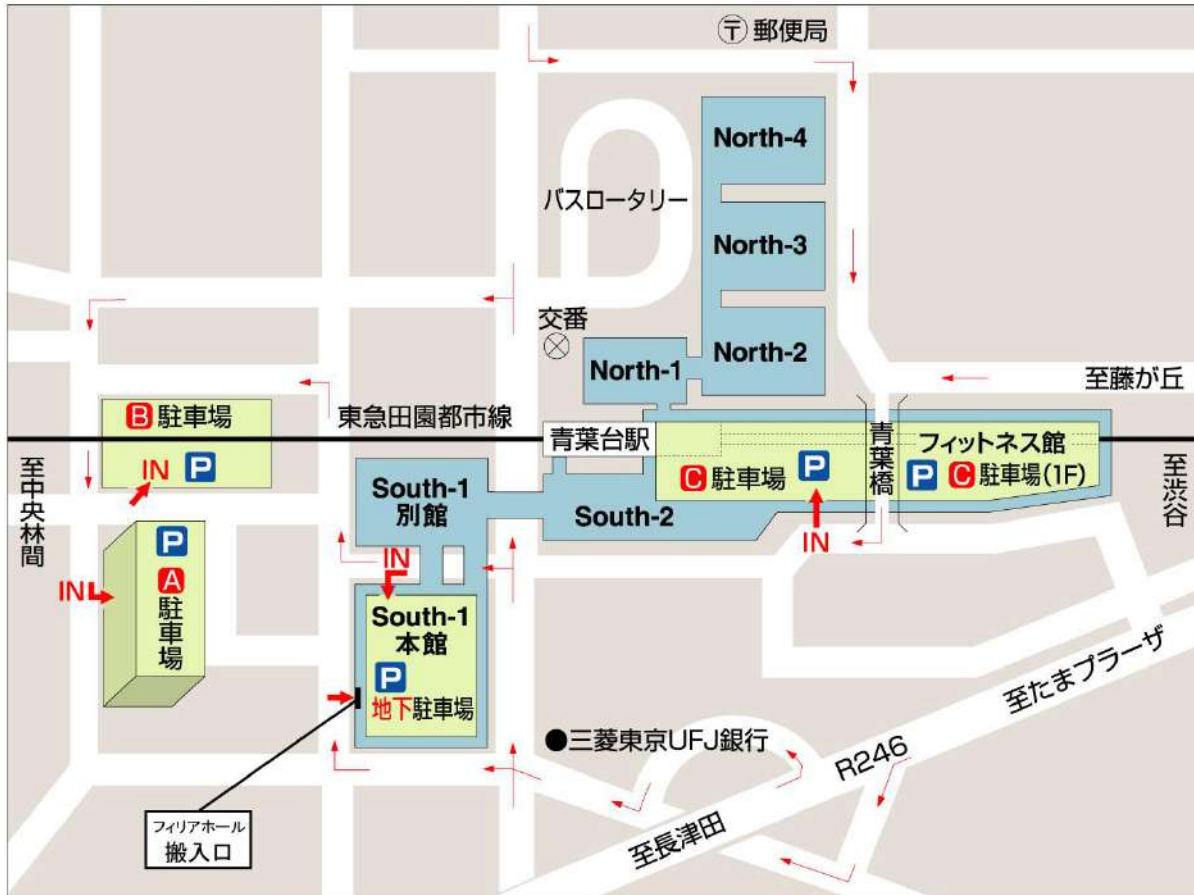 〒 郵便局
North-4
バスロータリー
North-3
交番
North-2
North-1
至藤が丘
B 駐車場
東急田園都市線
青葉台駅
青葉橋
フィットネス館
IN P
C 駐車場 P
P C 駐車場(1F)
至中央林間
至渋谷
South-1
別館
South-2
IN
IN
P
A
駐車場
IN
South-1
本館
P
地下駐車場
至たまプラーザ
●三菱東京UFJ銀行
R246
至長津田
フィリアホール
搬入口